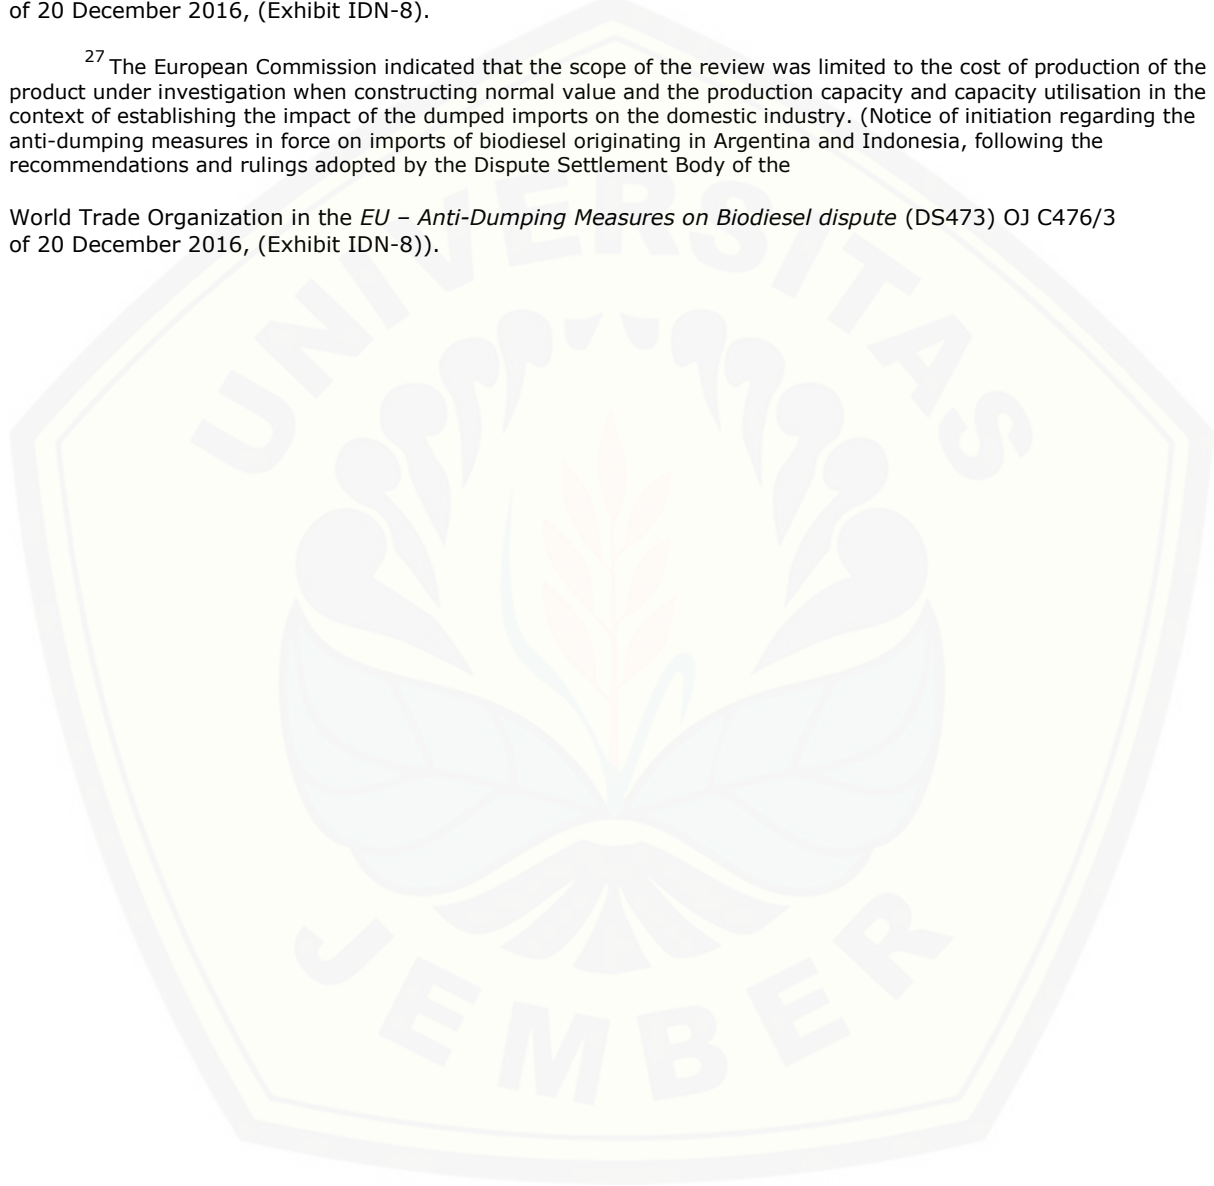 of 20 December 2016, (Exhibit IDN-8).
27 The European Commission indicated that the scope of the review was limited to the cost of production of the
product under investigation when constructing normal value and the production capacity and capacity utilisation in the
context of establishing the impact of the dumped imports on the domestic industry. (Notice of initiation regarding the
anti-dumping measures in force on imports of biodiesel originating in Argentina and Indonesia, following the
recommendations and rulings adopted by the Dispute Settlement Body of the
World Trade Organization in the EU – Anti-Dumping Measures on Biodiesel dispute (DS473) OJ C476/3
of 20 December 2016, (Exhibit IDN-8)).
UNIVERSITAS
JEMBER